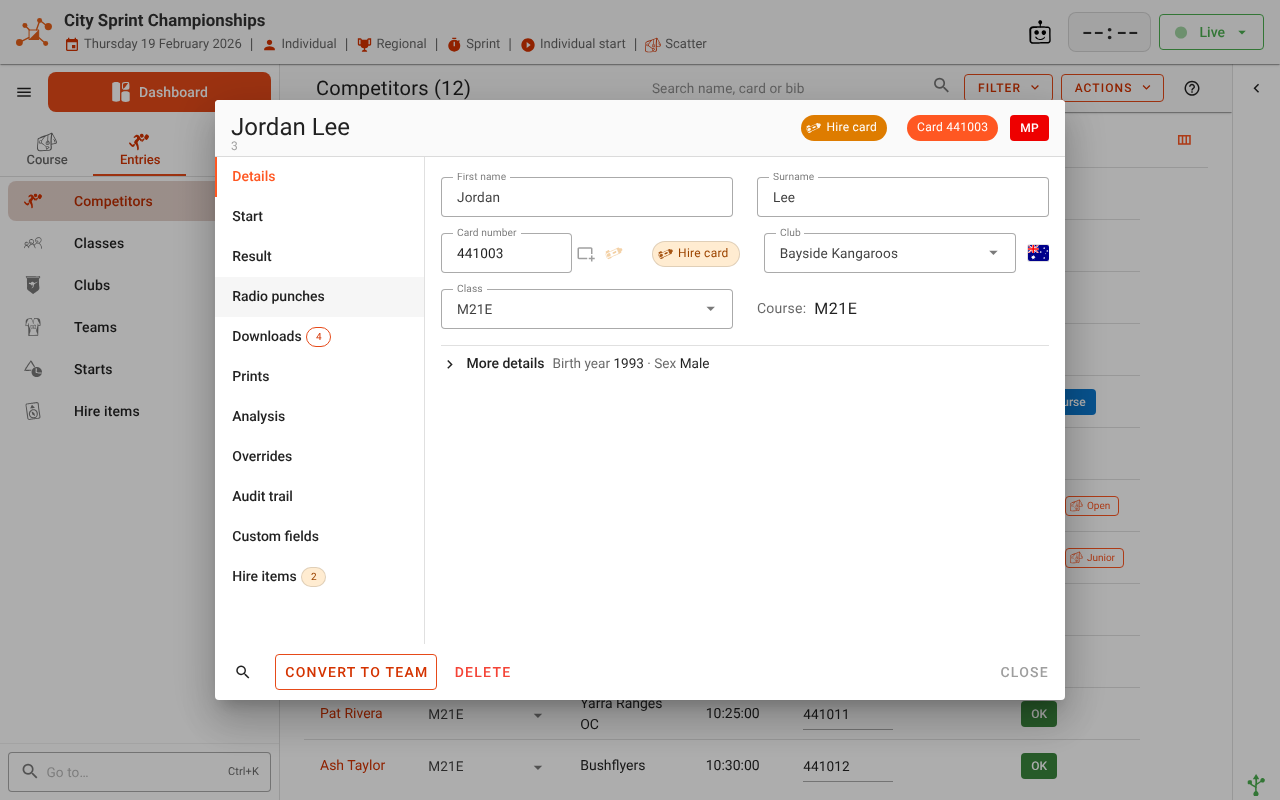 City Sprint Championships
Thursday 19 February 2026 | Individual | Regional | Sprint | Individual start | Scatter
--:--
Live
Dashboard
Competitors (12)
Search name, card or bib
FILTER
ACTIONS
Course
Entries
Competitors
Classes
Clubs
Teams
Starts
Hire items
Jordan Lee
3
Hire card
Card 441003
MP
Details
Start
Result
Radio punches
Downloads 4
Prints
Analysis
Overrides
Audit trail
Custom fields
Hire items 2
First name
Jordan
Surname
Lee
Card number
441003
Hire card
Club
Bayside Kangaroos
Class
M21E
Course: M21E
More details Birth year 1993 · Sex Male
urse
Open
Junior
CONVERT TO TEAM
DELETE
CLOSE
Pat Rivera M21E Yarra Ranges OC 10:25:00 441011 OK
Ash Taylor M21E Bushflyers 10:30:00 441012 OK
Go to... Ctrl+K